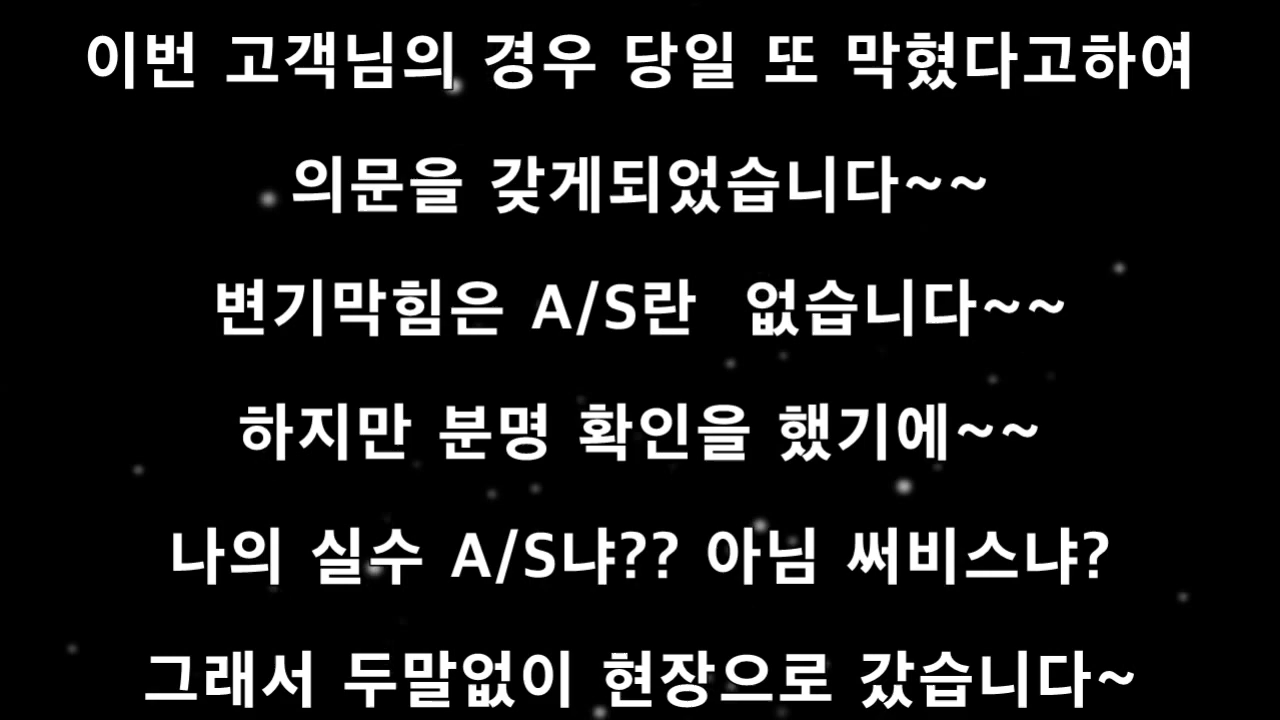 이번 고객님의 경우 당일 또 막혔다고하여
의문을 갖게되었습니다~~
변기막힘은 A/S란  없습니다~~
하지만 분명 확인을 했기에~~
나의 실수 A/S냐?? 아님 써비스냐?
그래서 두말없이 현장으로 갔습니다~